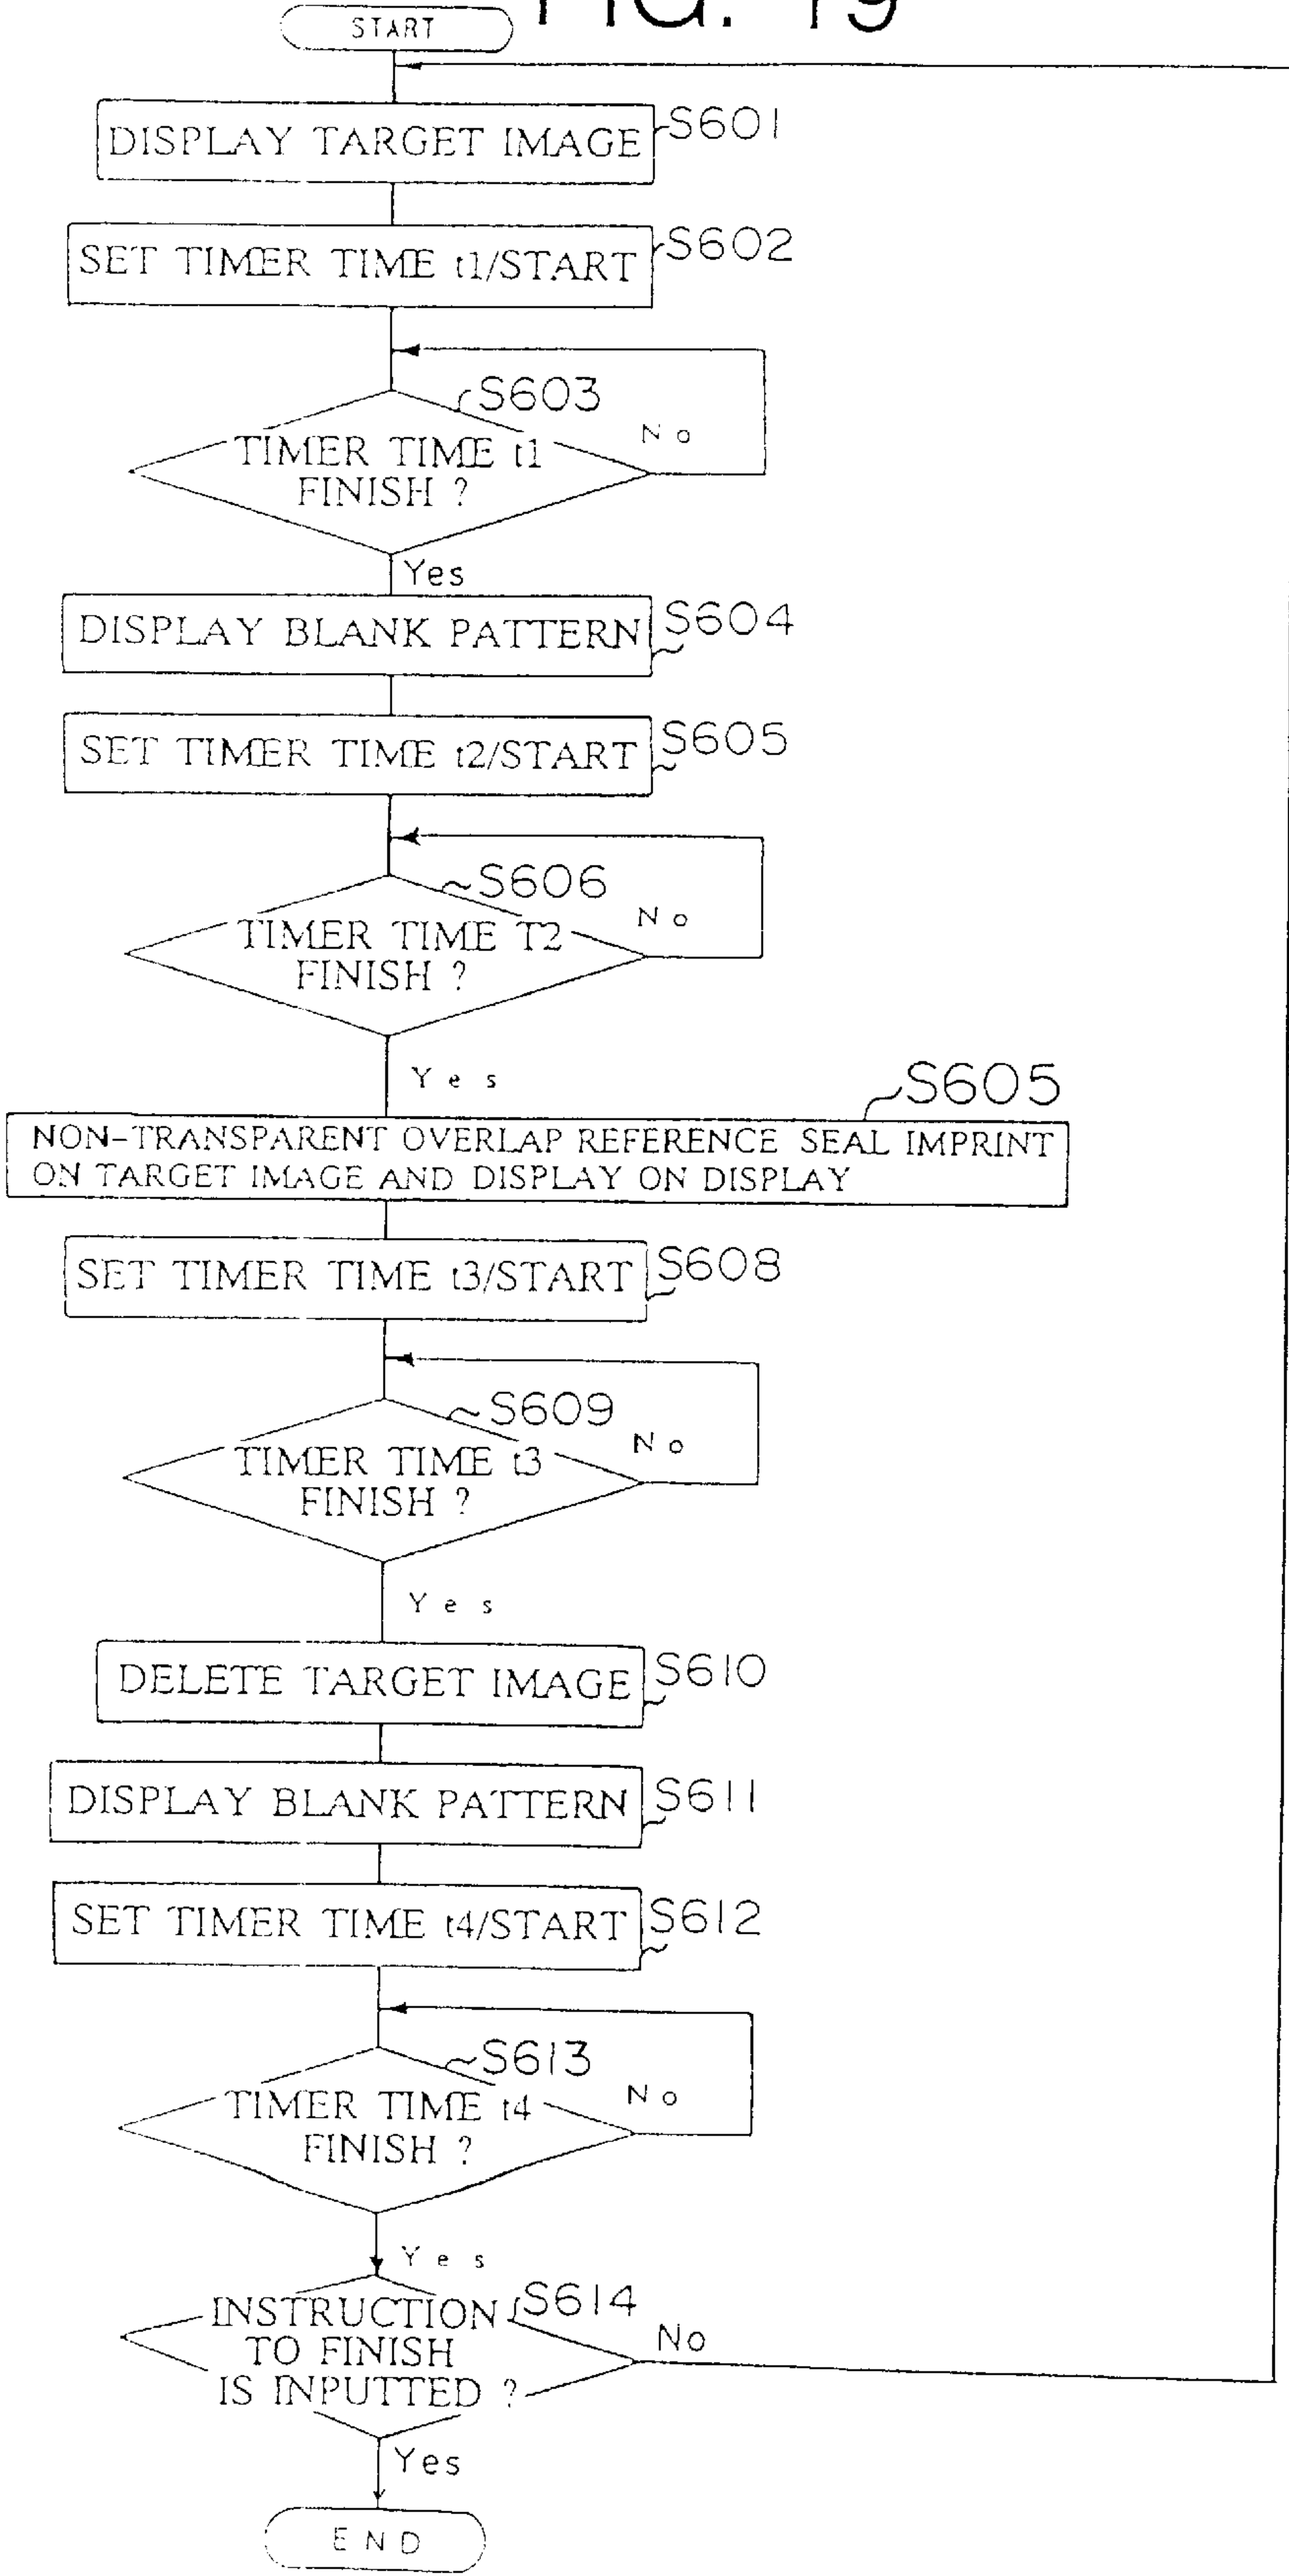 FIG. 19
START
DISPLAY TARGET IMAGE
S601
SET TIMER TIME t1/START
S602
S603
TIMER TIME t1
FINISH ?
No
Yes
DISPLAY BLANK PATTERN
S604
SET TIMER TIME t2/START
S605
S606
TIMER TIME T2
FINISH ?
No
Yes
S605
NON-TRANSPARENT OVERLAP REFERENCE SEAL IMPRINT
ON TARGET IMAGE AND DISPLAY ON DISPLAY
SET TIMER TIME t3/START
S608
S609
TIMER TIME t3
FINISH ?
No
Yes
DELETE TARGET IMAGE
S610
DISPLAY BLANK PATTERN
S611
SET TIMER TIME t4/START
S612
S613
TIMER TIME t4
FINISH ?
No
Yes
S614
INSTRUCTION
TO FINISH
IS INPUTTED ?
No
Yes
END